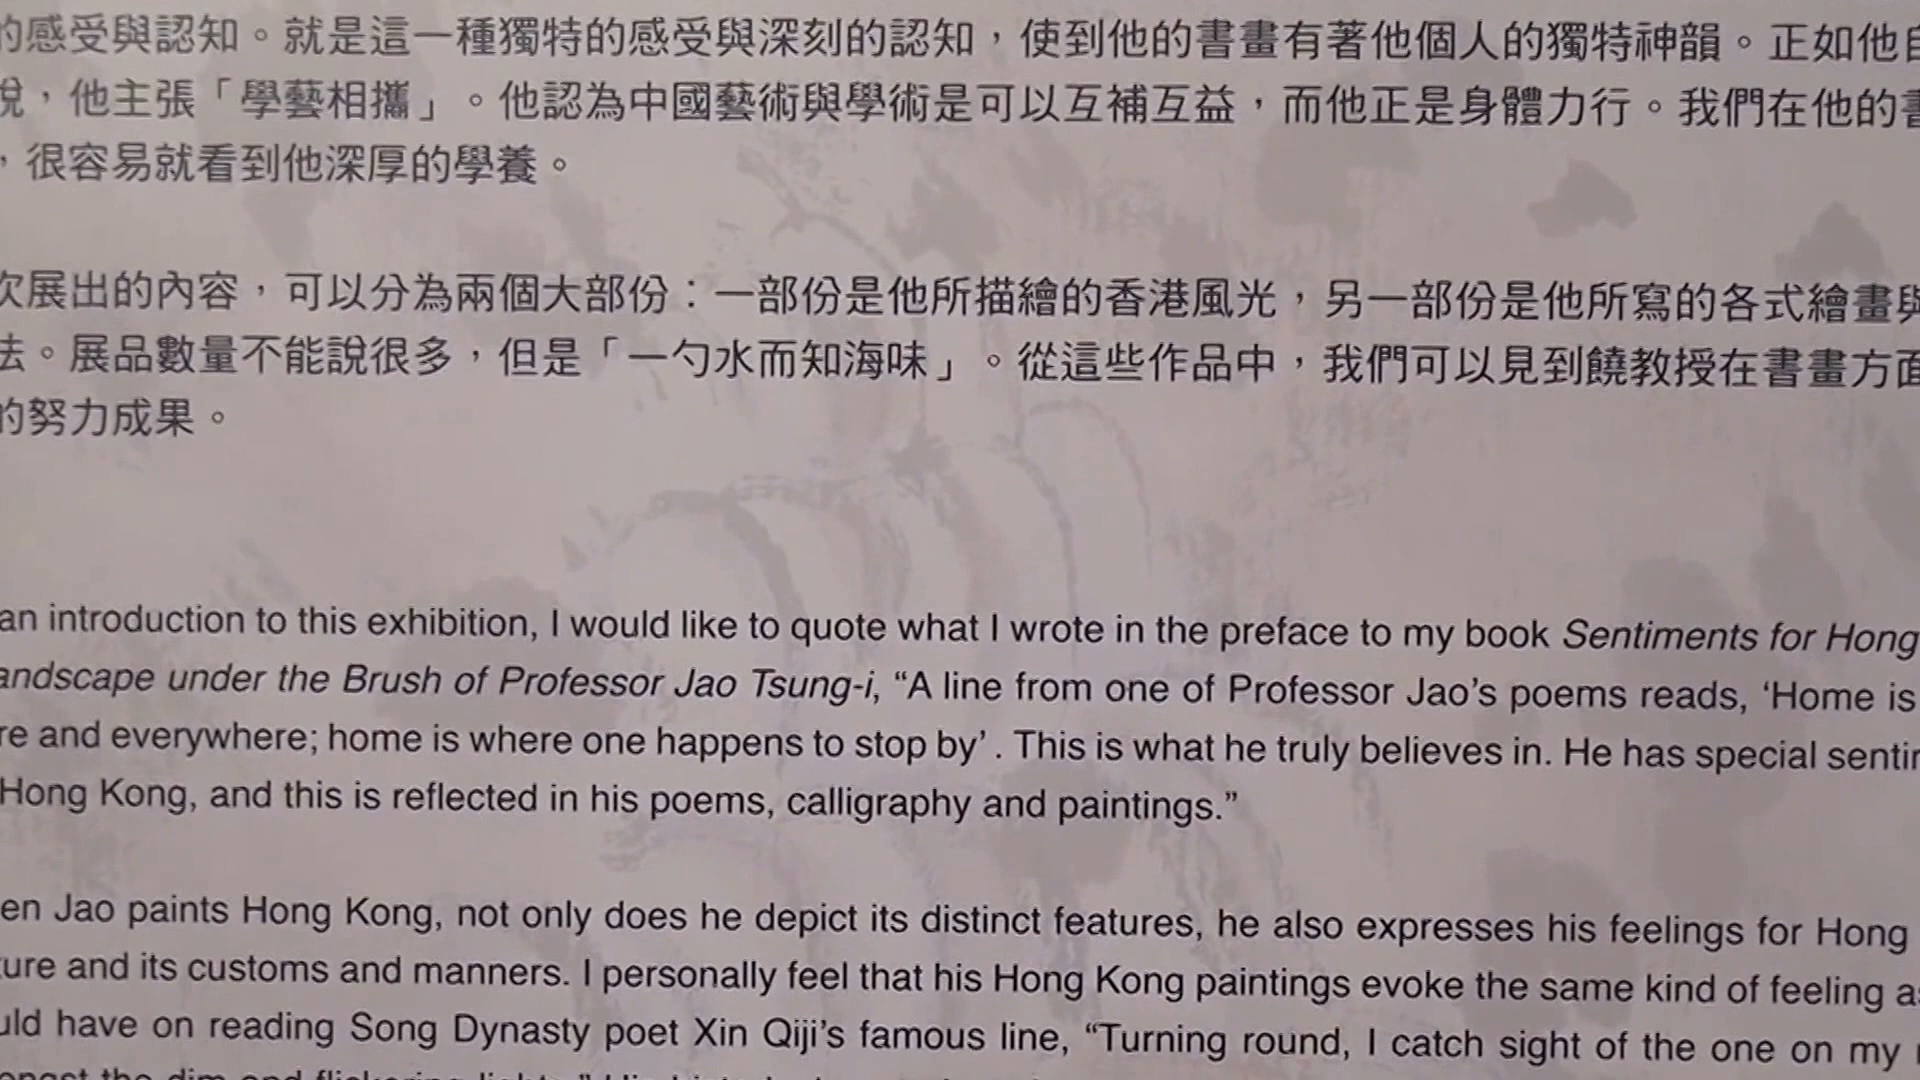 的感受與認知。就是這一種獨特的感受與深刻的認知，使到他的書畫有著他個人的獨特神韻。正如他自
說，他主張「學藝相攜」。他認為中國藝術與學術是可以互補互益，而他正是身體力行。我們在他的書
，很容易就看到他深厚的學養。
次展出的內容，可以分為兩個大部份：一部份是他所描繪的香港風光，另一部份是他所寫的各式繪畫與
法。展品數量不能說很多，但是「一勺水而知海味」。從這些作品中，我們可以見到饒教授在書畫方面
的努力成果。
an introduction to this exhibition, I would like to quote what I wrote in the preface to my book Sentiments for Hong
andscape under the Brush of Professor Jao Tsung-i, “A line from one of Professor Jao’s poems reads, ‘Home is
re and everywhere; home is where one happens to stop by’. This is what he truly believes in. He has special sentir
Hong Kong, and this is reflected in his poems, calligraphy and paintings.”
en Jao paints Hong Kong, not only does he depict its distinct features, he also expresses his feelings for Hong
ure and its customs and manners. I personally feel that his Hong Kong paintings evoke the same kind of feeling as
uld have on reading Song Dynasty poet Xin Qiji’s famous line, “Turning round, I catch sight of the one on my